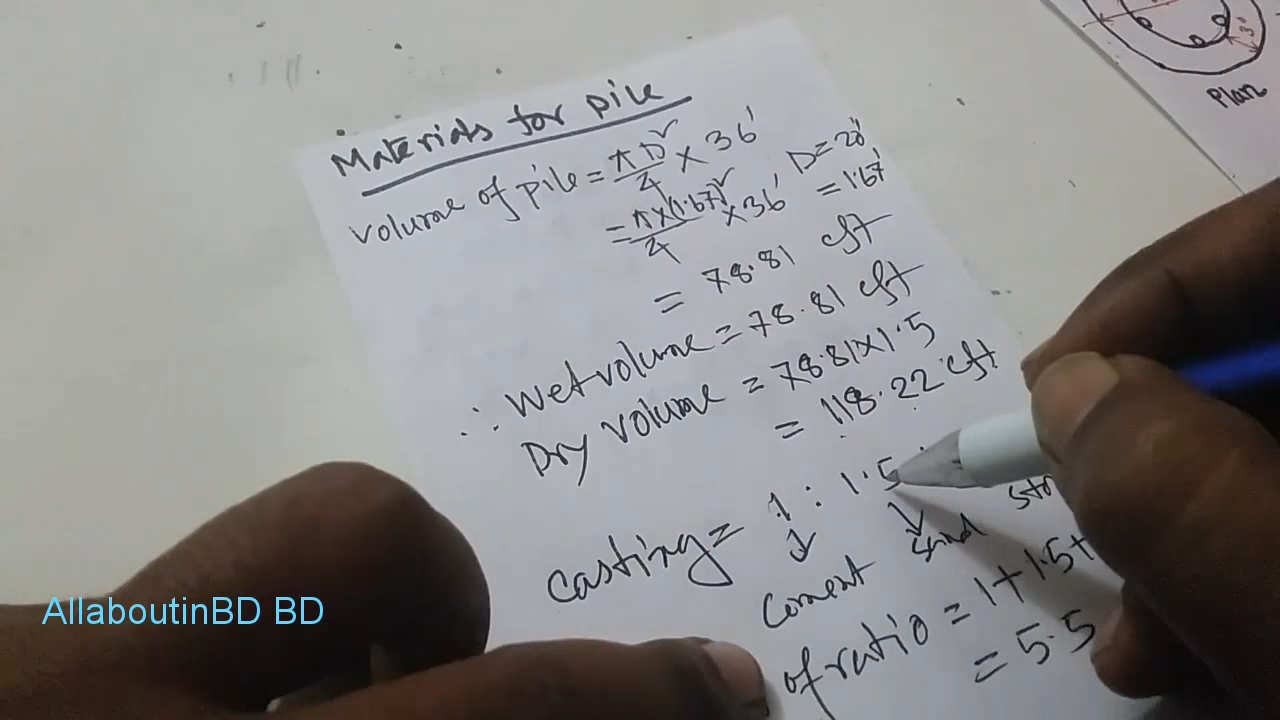 Materials for pile
volume of pile = πD²/4 × 36' D = 20"
= π×(1.67)²/4 × 36' = 1.67'
= 78.81 cft
∴ Wet volume = 78.81 cft
Dry volume = 78.81×1.5
= 118.22 cft
Casting = 1 : 1.5
Cement sand
of ratio = 1+1.5+
= 5.5
3"
Plan
AllaboutinBD BD